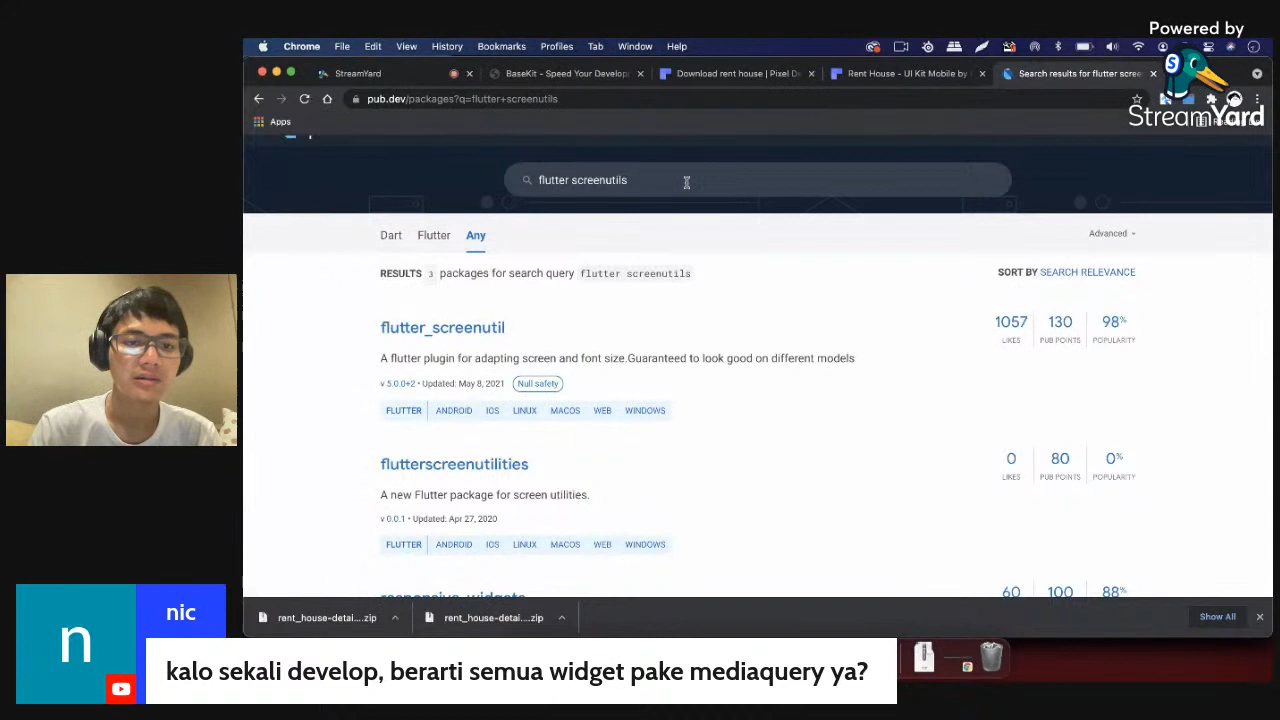 Powered by
StreamYard
Chrome File Edit View History Bookmarks Profiles Tab Window Help
StreamYard
BaseKit - Speed Your Develop
Download rent house | Pixel D
Rent House - UI Kit Mobile by
Search results for flutter scree
pub.dev/packages?q=flutter+screenutils
Apps
flutter screenutils
Dart Flutter Any
Advanced
RESULTS 3 packages for search query flutter screenutils
SORT BY SEARCH RELEVANCE
flutter_screenutil
1057 130 98%
LIKES PUB POINTS POPULARITY
A flutter plugin for adapting screen and font size.Guaranteed to look good on different models
v 5.0.0+2 • Updated: May 8, 2021 Null safety
FLUTTER ANDROID IOS LINUX MACOS WEB WINDOWS
flutterscreenutilities
0 80 0%
LIKES PUB POINTS POPULARITY
A new Flutter package for screen utilities.
v 0.0.1 • Updated: Apr 27, 2020
FLUTTER ANDROID IOS LINUX MACOS WEB WINDOWS
responsive_widgets
60 100 88%
rent_house-detai....zip
rent_house-detai....zip
Show All
n
nic
kalo sekali develop, berarti semua widget pake mediaquery ya?